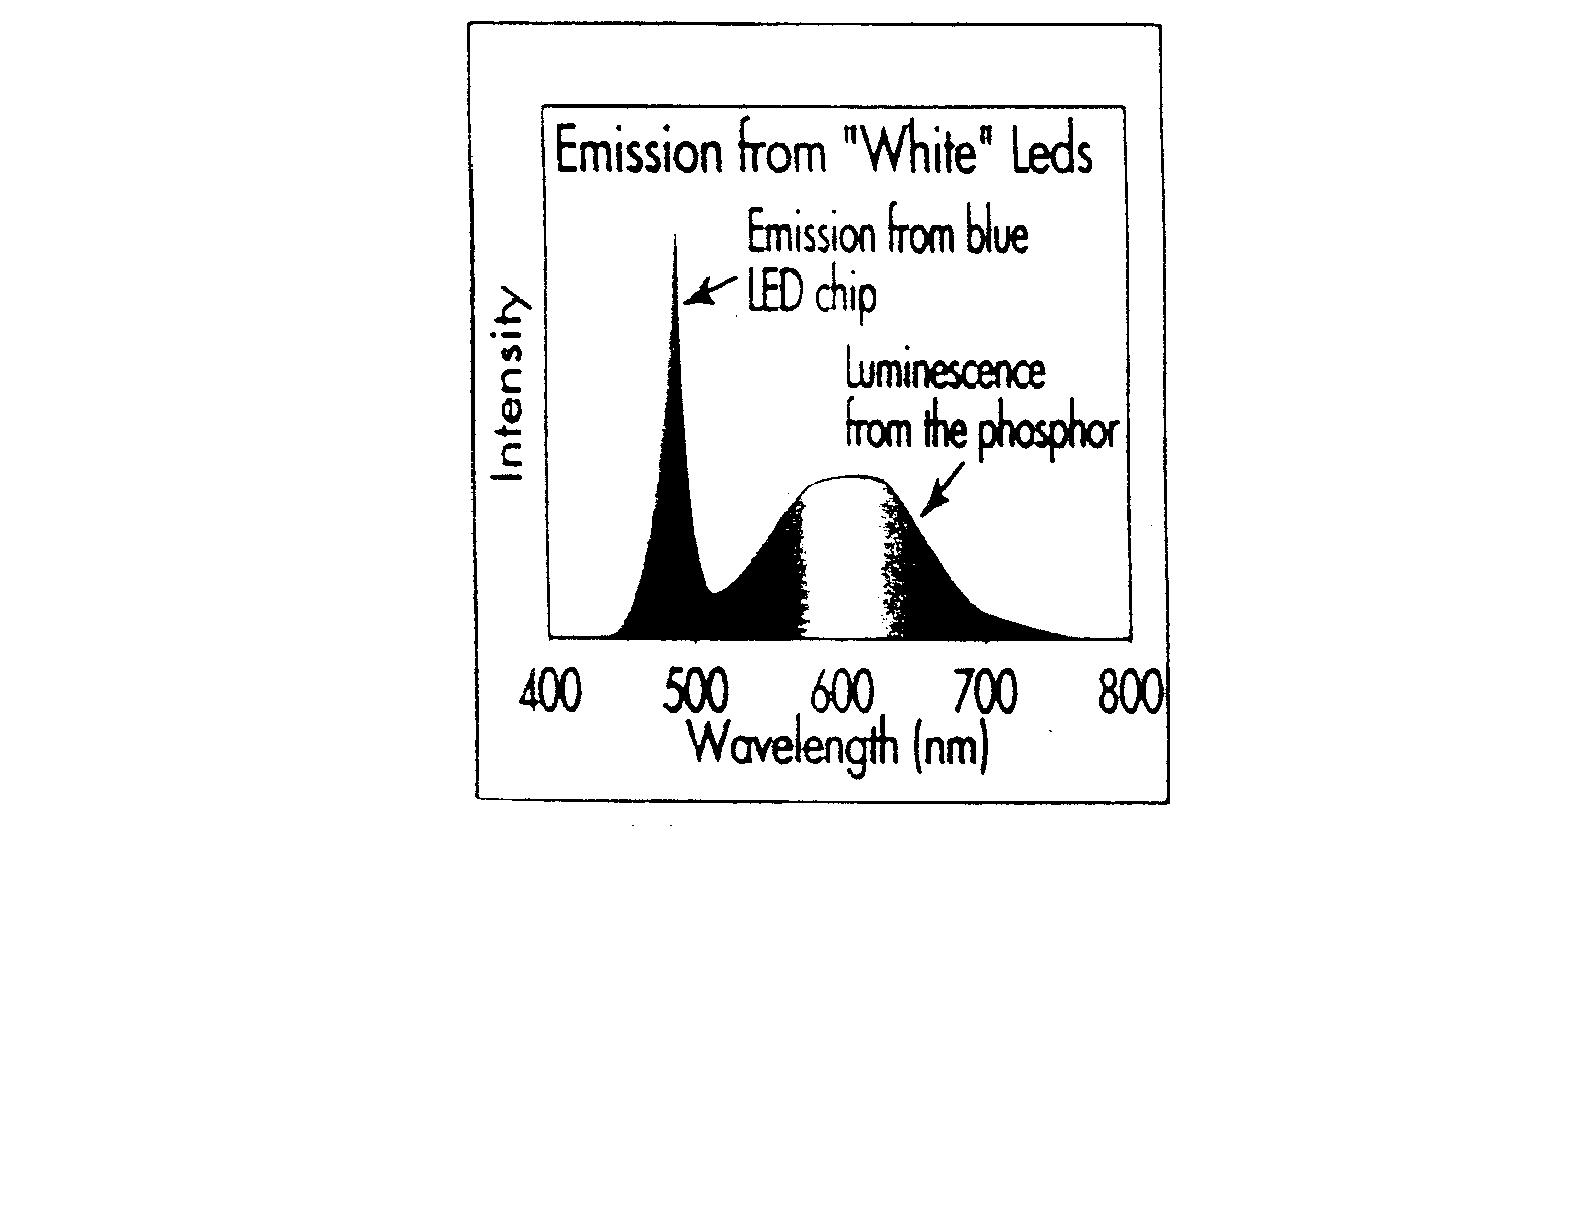 Emission from "White" Leds
Emission from blue
LED chip
Luminescence
from the phosphor
Intensity
400 500 600 700 800
Wavelength (nm)